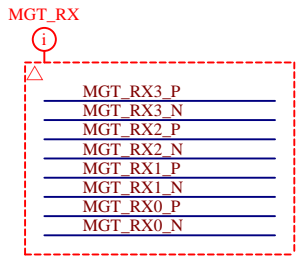 MGT_RX
i
MGT_RX3_P
MGT_RX3_N
MGT_RX2_P
MGT_RX2_N
MGT_RX1_P
MGT_RX1_N
MGT_RX0_P
MGT_RX0_N